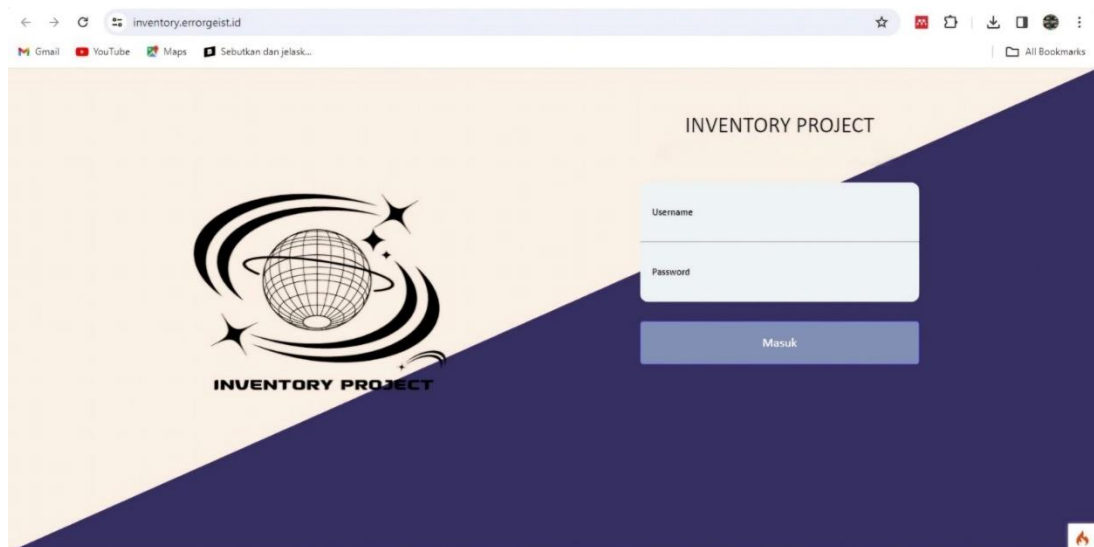 inventory.errorgeist.id
Gmail YouTube Maps Sebutkan dan jelask... All Bookmarks
INVENTORY PROJECT
Username
Password
Masuk
INVENTORY PROJECT